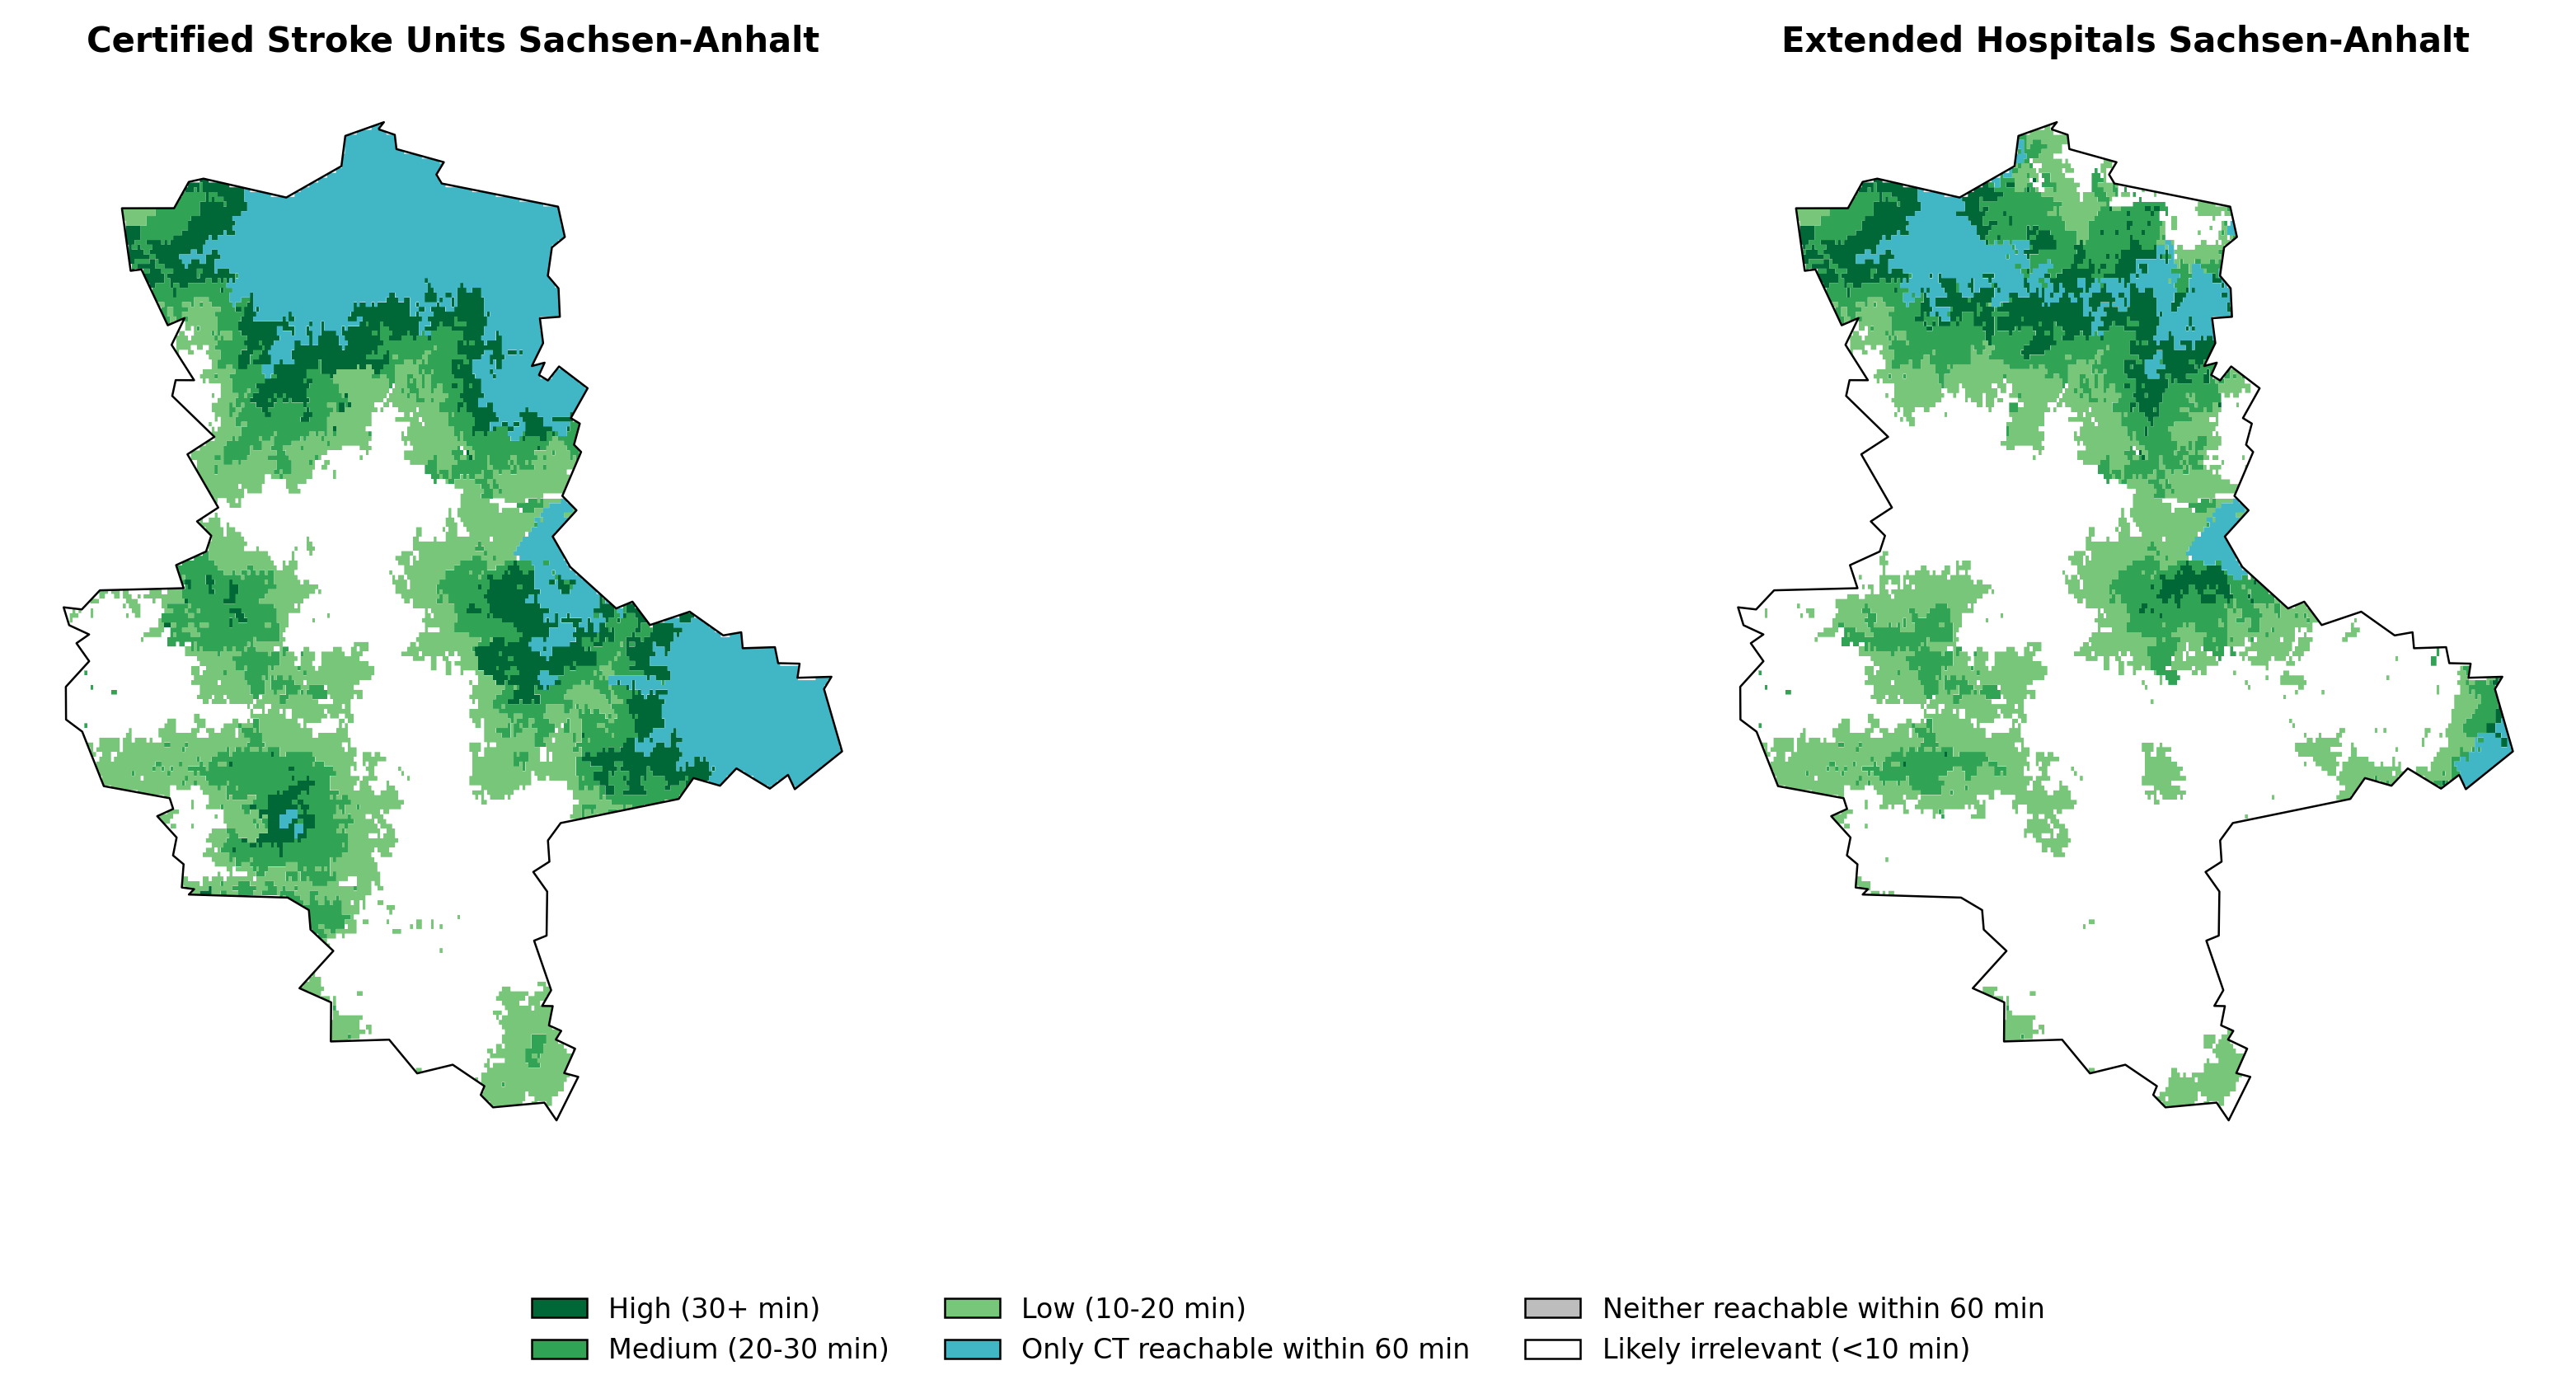 Certified Stroke Units Sachsen-Anhalt
Extended Hospitals Sachsen-Anhalt
High (30+ min)
Medium (20-30 min)
Low (10-20 min)
Only CT reachable within 60 min
Neither reachable within 60 min
Likely irrelevant (<10 min)